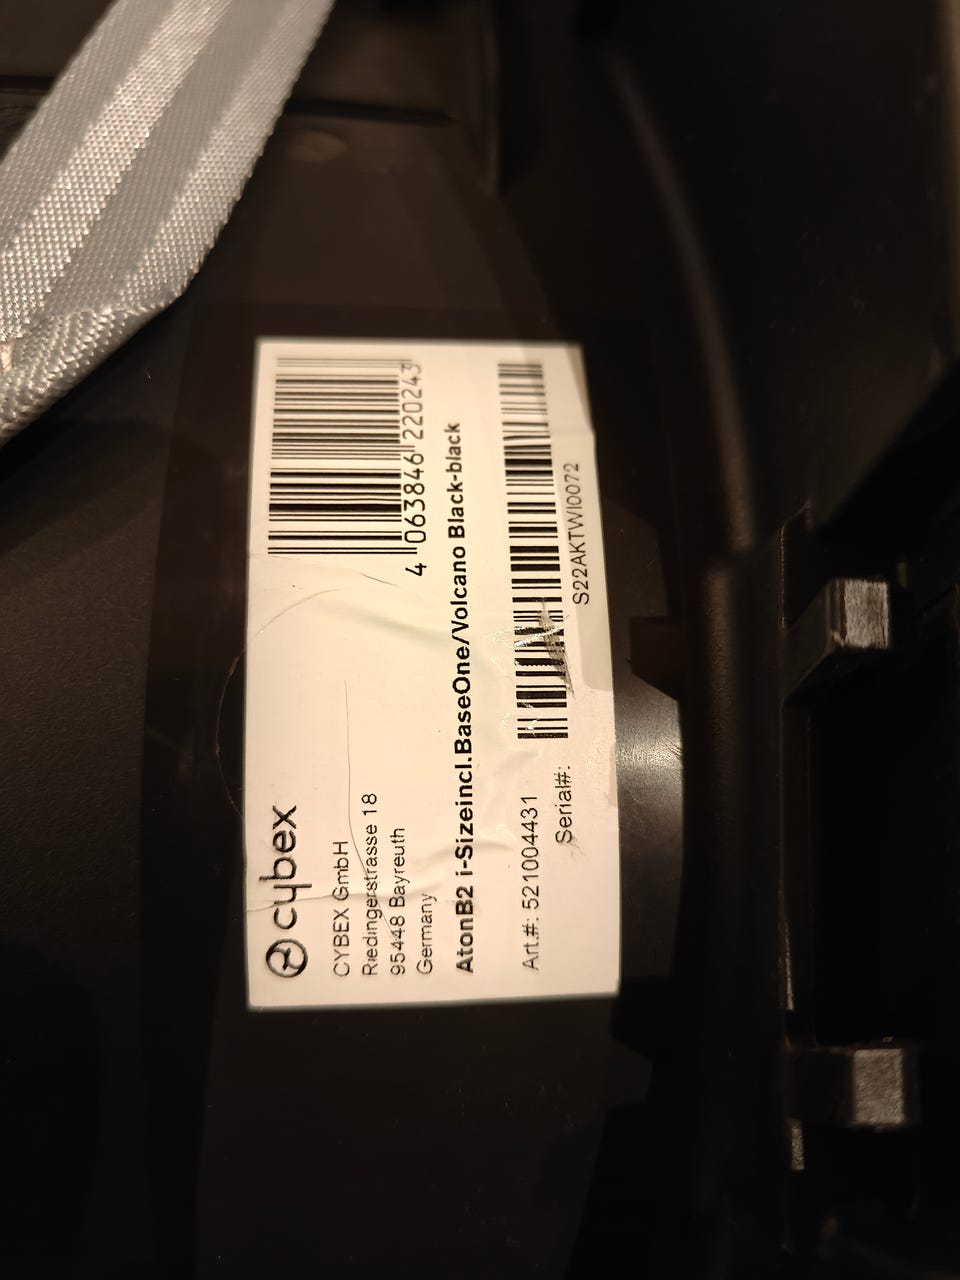 cybex
4 063846 220243
CYBEX GmbH
Riedingerstrasse 18
95448 Bayreuth
Germany
AtonB2 i-Sizeincl.BaseOne/Volcano Black-black
Art.#: 521004431
Serial#:
S22AKTWI0072